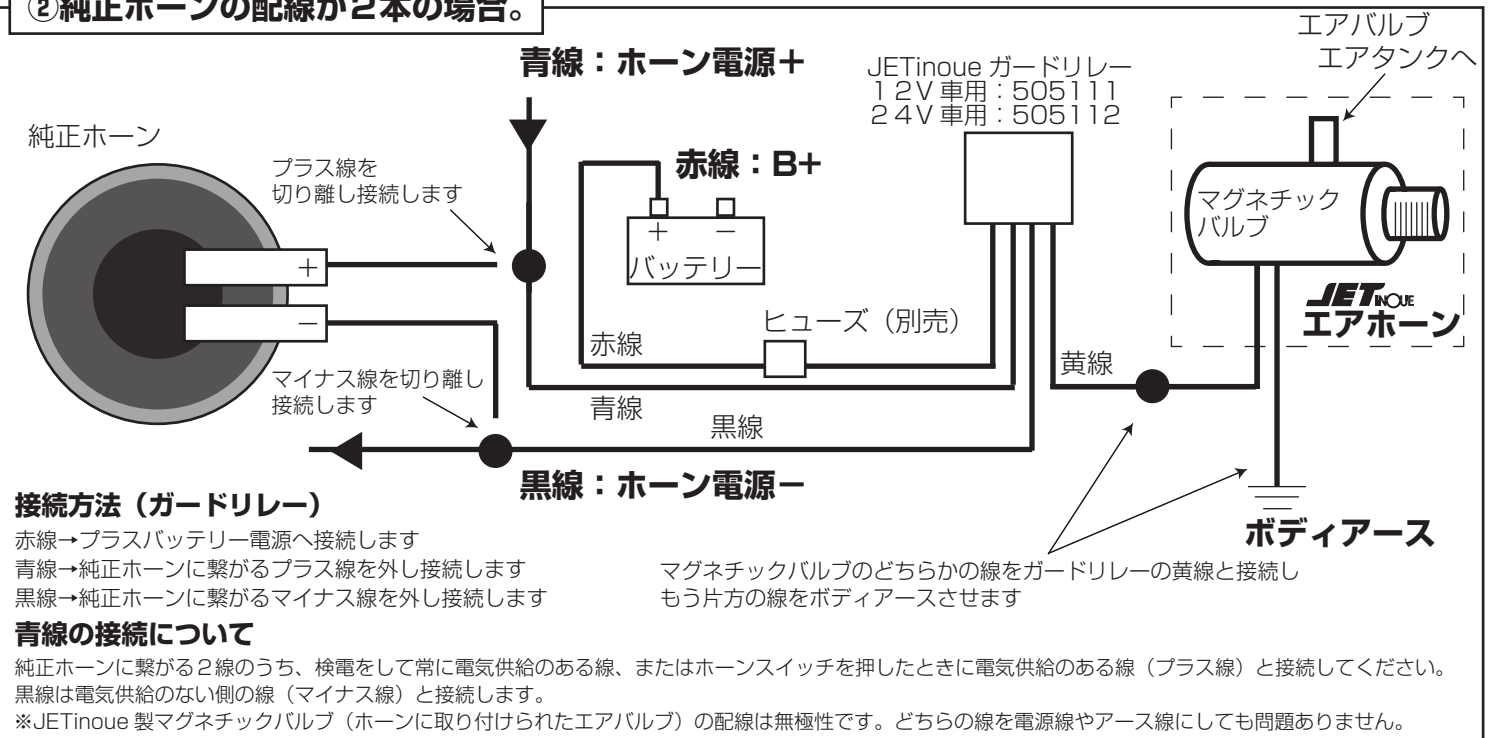 ②純正ホーンの配線が2本の場合。
エアバルブ
エアタンクへ
青線：ホーン電源＋
JETinoue ガードリレー
１２V 車用：505111
２４V 車用：505112
純正ホーン
プラス線を
切り離し接続します
赤線：B+
＋
－
バッテリー
マグネチック
バルブ
＋
－
JET INOUE
エアホーン
ヒューズ（別売）
赤線
黄線
マイナス線を切り離し
接続します
青線
黒線
黒線：ホーン電源－
接続方法（ガードリレー）
ボディアース
赤線→プラスバッテリー電源へ接続します
青線→純正ホーンに繋がるプラス線を外し接続します
黒線→純正ホーンに繋がるマイナス線を外し接続します
マグネチックバルブのどちらかの線をガードリレーの黄線と接続し
もう片方の線をボディアースさせます
青線の接続について
純正ホーンに繋がる２線のうち、検電をして常に電気供給のある線、またはホーンスイッチを押したときに電気供給のある線（プラス線）と接続してください。
黒線は電気供給のない側の線（マイナス線）と接続します。
※JETinoue 製マグネチックバルブ（ホーンに取り付けられたエアバルブ）の配線は無極性です。どちらの線を電源線やアース線にしても問題ありません。